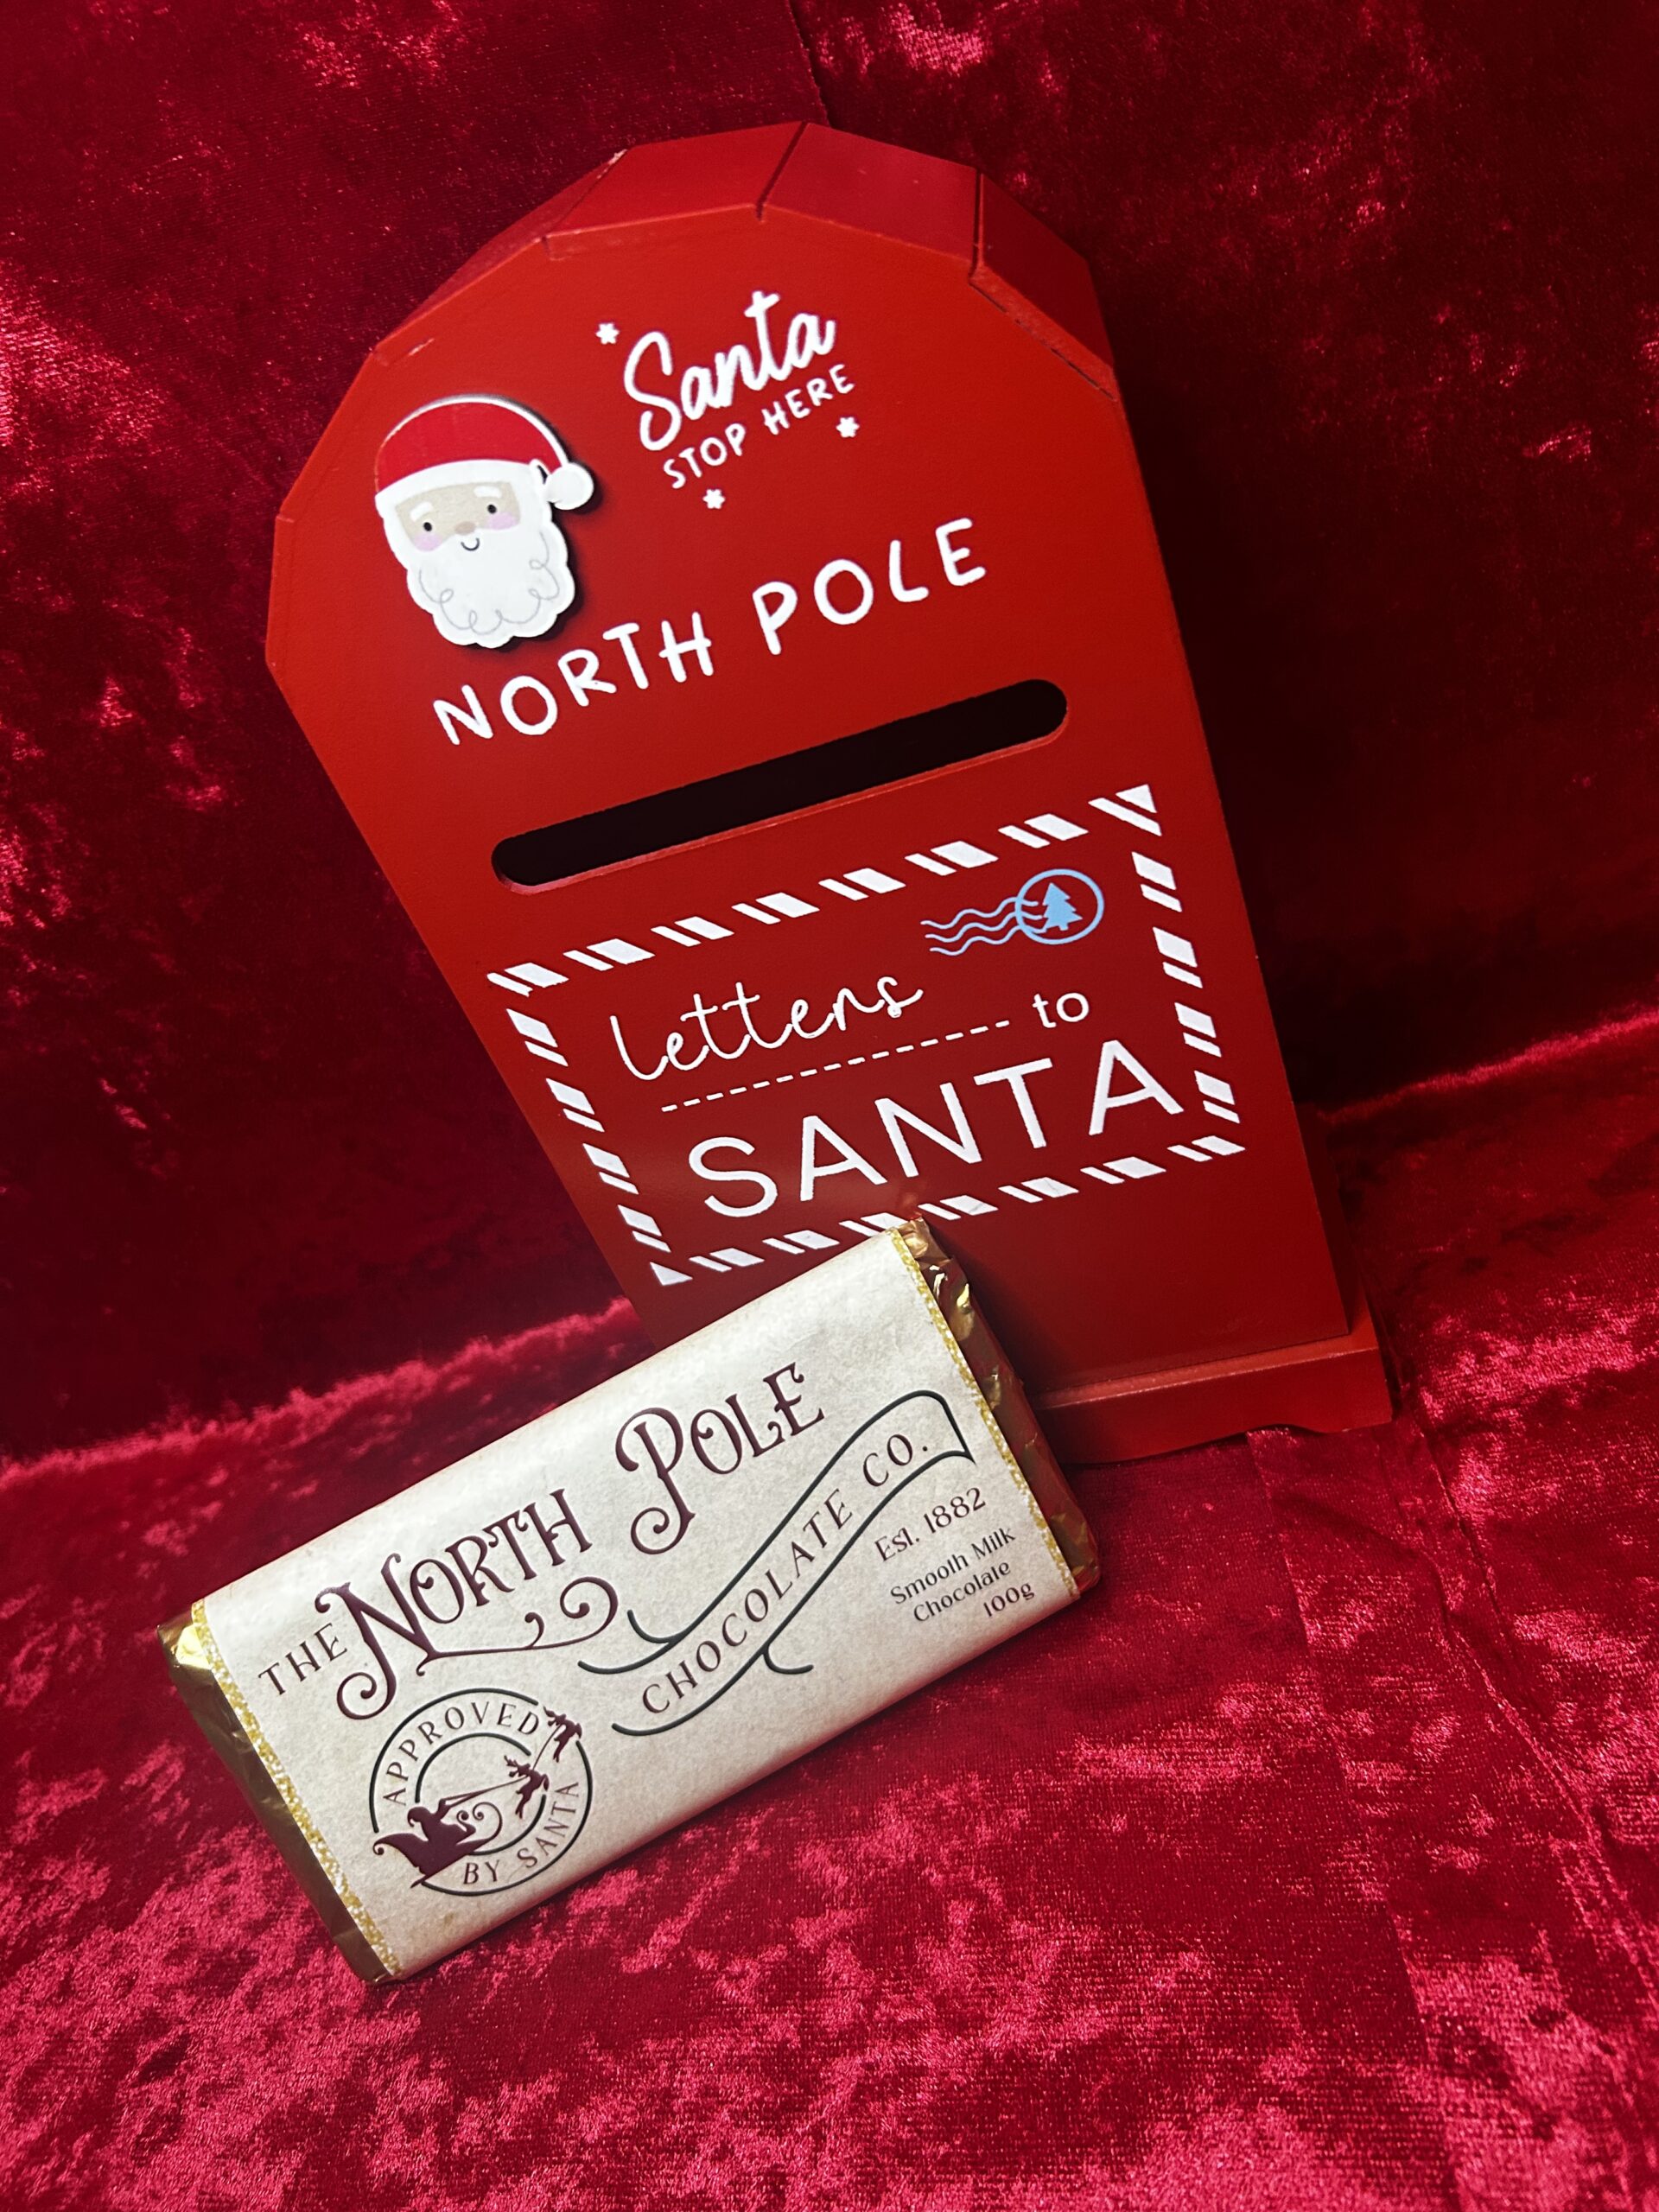 Santa
STOP HERE
NORTH POLE
letters
to
SANTA
THE NORTH POLE
CHOCOLATE CO.
Est. 1882
Smooth Milk
Chocolate
100g
APPROVED
BY SANTA